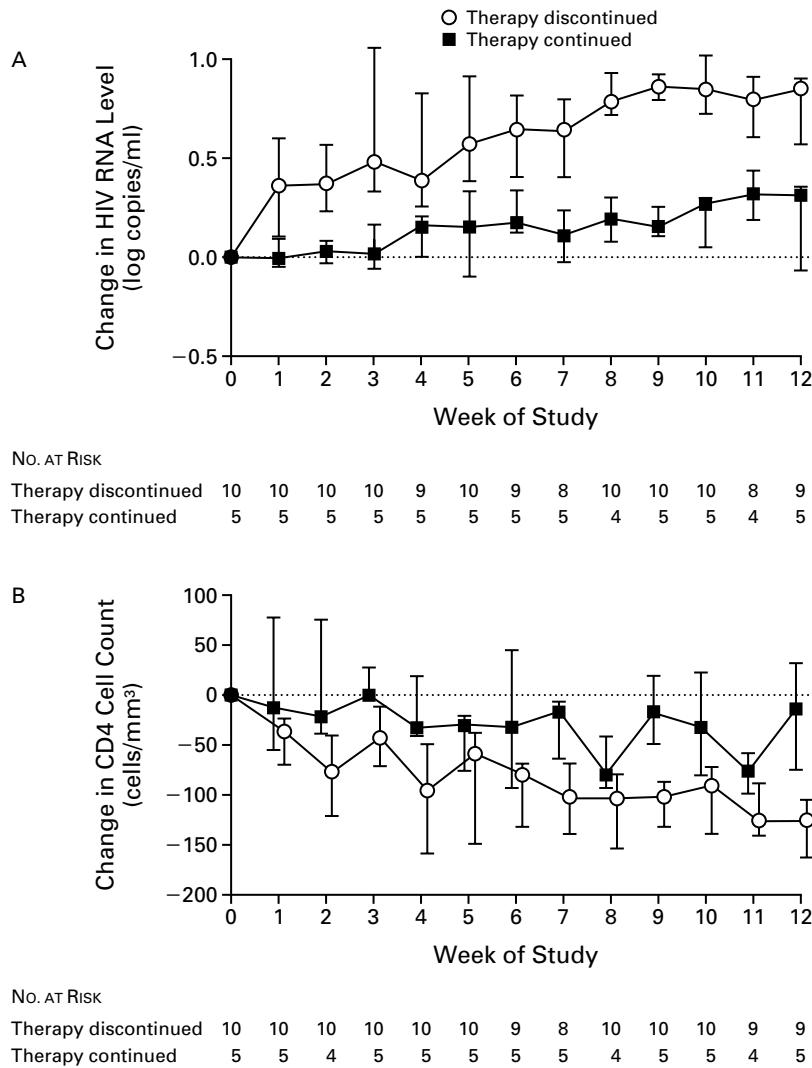 Therapy discontinued
Therapy continued
A
Change in HIV RNA Level
(log copies/ml)
1.0
0.5
0.0
−0.5
0 1 2 3 4 5 6 7 8 9 10 11 12
Week of Study
NO. AT RISK
Therapy discontinued 10 10 10 10 9 10 9 8 10 10 10 8 9
Therapy continued 5 5 5 5 5 5 5 5 4 5 5 4 5
B
Change in CD4 Cell Count
(cells/mm³)
100
50
0
−50
−100
−150
−200
0 1 2 3 4 5 6 7 8 9 10 11 12
Week of Study
NO. AT RISK
Therapy discontinued 10 10 10 10 10 10 9 8 10 10 10 9 9
Therapy continued 5 5 4 5 5 5 5 5 4 5 5 4 5